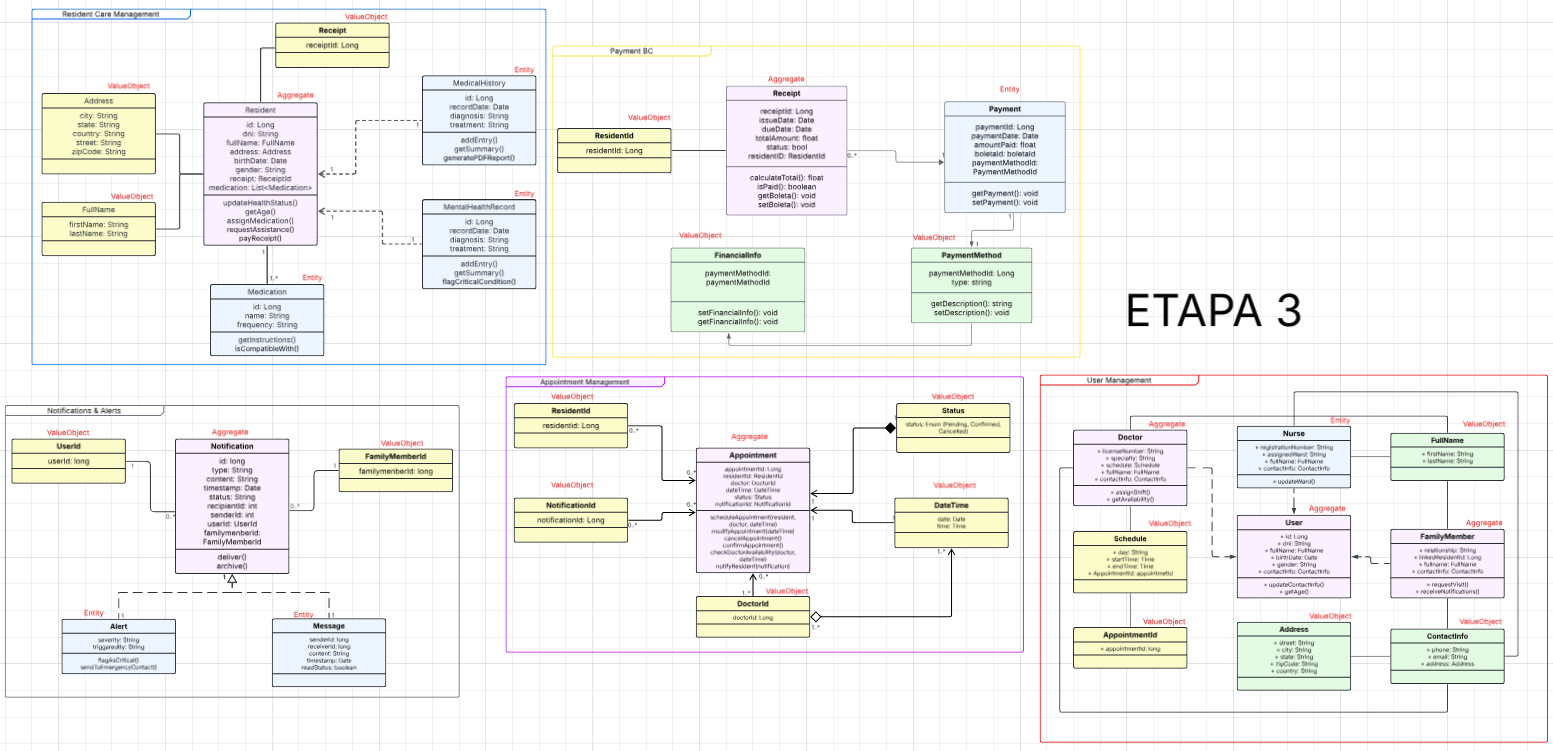 Resident Care Management
ValueObject
Receipt
receiptId: Long
ValueObject
Address
city: String
state: String
country: String
street: String
zipCode: String
ValueObject
FullName
firstName: String
lastName: String
Aggregate
Resident
id: Long
dni: String
fullName: FullName
address: Address
birthDate: Date
gender: String
receipt: ReceiptId
medication: List<Medication>
updateHealthStatus()
getAge()
assignMedication()
requestAssistance()
payReceipt()
1
1
1
1..*
Entity
Medication
id: Long
name: String
frequency: String
getInstructions()
isCompatibleWith()
Entity
MedicalHistory
id: Long
recordDate: Date
diagnosis: String
treatment: String
addEntry()
getSummary()
generatePDFReport()
1
Entity
MentalHealthRecord
id: Long
recordDate: Date
diagnosis: String
treatment: String
addEntry()
getSummary()
flagCriticalCondition()
1
Payment BC
ValueObject
ResidentId
residentId: Long
Aggregate
Receipt
receiptId: Long
issueDate: Date
dueDate: Date
totalAmount: float
status: bool
residentID: ResidentId
calculateTotal(): float
isPaid(): boolean
getBoleta(): void
setBoleta(): void
0..*
1
Entity
Payment
paymentId: Long
paymentDate: Date
amountPaid: float
boletaId: boletaId
paymentMethodId:
PaymentMethodId
getPayment(): void
setPayment(): void
1
1
ValueObject
FinancialInfo
paymentMethodId:
paymentMethodId
setFinancialInfo(): void
getFinancialInfo(): void
ValueObject
PaymentMethod
paymentMethodId: Long
type: string
getDescription(): string
setDescription(): void
ETAPA 3
Notifications & Alerts
ValueObject
UserId
userId: long
1
0..*
Aggregate
Notification
id: long
type: String
content: String
timestamp: Date
status: String
recipientId: int
senderId: int
userId: UserId
familymenberId:
FamilyMemberId
deliver()
archive()
1
0..*
1
ValueObject
FamilyMemberId
familymenberId: long
Entity
1
Alert
severity: String
triggaredBy: String
flagAsCritical()
sendToEmergencyContact()
Entity
1
Message
senderId: long
receiverId: long
content: String
timestamp: Date
readStatus: boolean
Appointment Management
ValueObject
ResidentId
residentid: Long
0..*
0..*
ValueObject
NotificationId
notificationId: Long
0..*
0..*
Aggregate
Appointment
appointmentId: Long
residentId: ResidentId
doctor: DoctorId
dateTime: DateTime
status: Status
notificationId: NotificationId
scheduleAppointment(resident,
doctor, dateTime)
modifyAppointment(dateTime)
cancelAppointment()
confirmAppointment()
checkDoctorAvailability(doctor,
dateTime)
notifyResident(notification)
0..*
1..*
1
1
ValueObject
Status
status: Enum (Pending, Confirmed,
Cancelled)
1
ValueObject
DateTime
date: Date
time: Time
1
1..*
ValueObject
DoctorId
doctorId: Long
1..*
User Management
Aggregate
Doctor
+ licenseNumber: String
+ specialty: String
+ schedule: Schedule
+ fullName: FullName
+ contactInfo: ContactInfo
+ assignShift()
+ getAvailability()
ValueObject
Schedule
+ day: String
+ startTime: Time
+ endTime: Time
+ AppointmentId: appointmetId
ValueObject
AppointmentId
+ appointmentId: long
Entity
Nurse
+ registrationNumber: String
+ assignedWard: String
+ fullName: FullName
+ contactInfo: ContactInfo
+ updateWard()
Aggregate
User
+ id: Long
+ dni: String
+ fullName: FullName
+ birthDate: Date
+ gender: String
+ contactInfo: ContactInfo
+ updateContactInfo()
+ getAge()
ValueObject
Address
+ street: String
+ city: String
+ state: String
+ zipCode: String
+ country: String
ValueObject
FullName
+ firstName: String
+ lastName: String
Aggregate
FamilyMember
+ relationship: String
+ linkedResidentId: Long
+ fullname: FullName
+ contactInfo: ContactInfo
+ requestVisit()
+ receiveNotifications()
ValueObject
ContactInfo
+ phone: String
+ email: String
+ address: Address